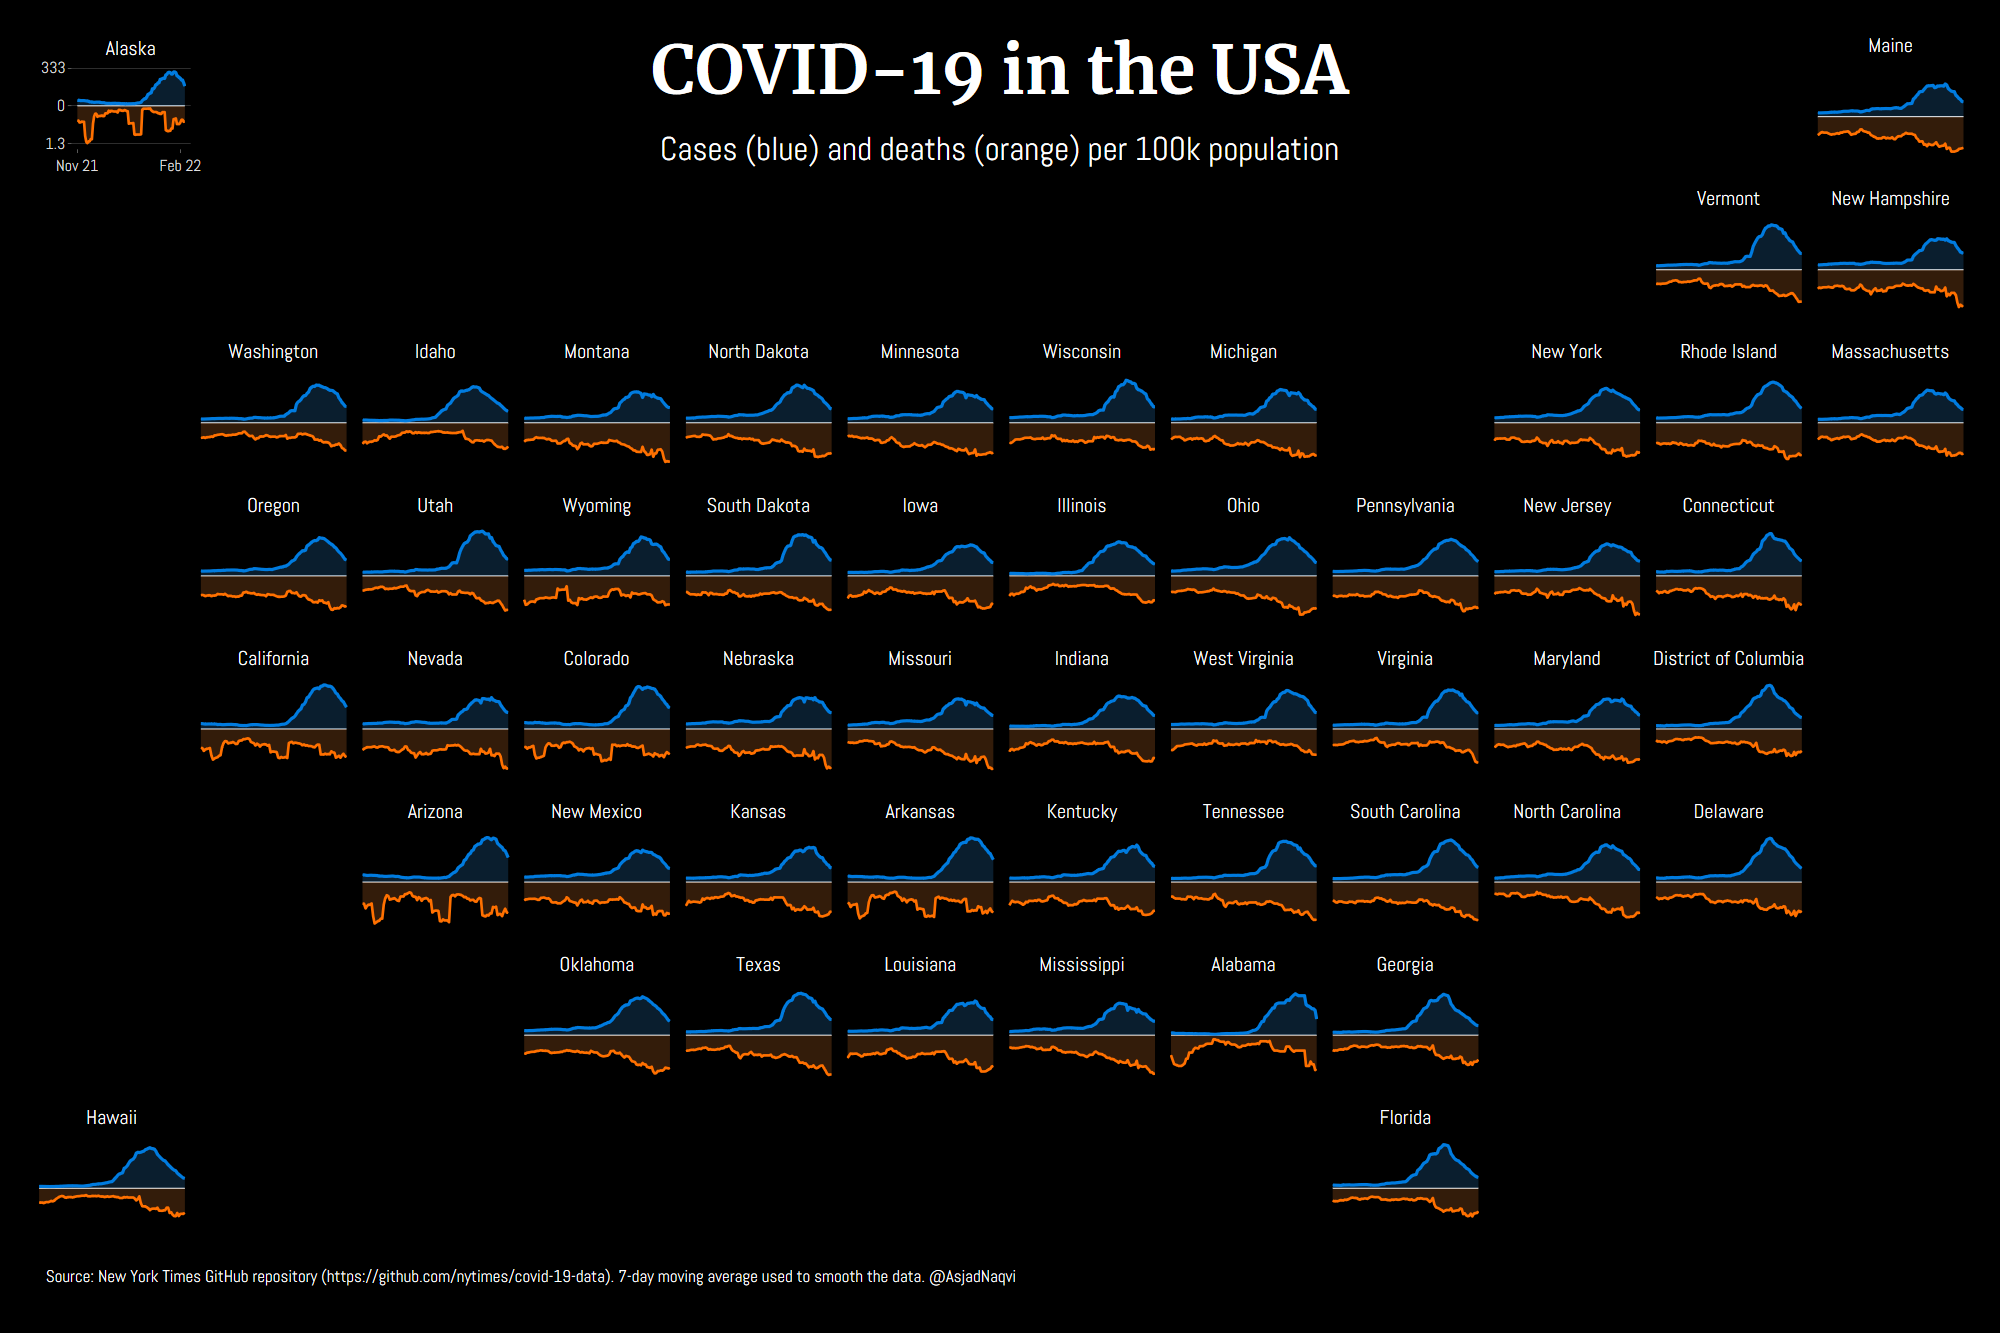 COVID-19 in the USA
Cases (blue) and deaths (orange) per 100k population
Alaska
333
0
1.3
Nov 21
Feb 22
Maine
Vermont
New Hampshire
Washington
Idaho
Montana
North Dakota
Minnesota
Wisconsin
Michigan
New York
Rhode Island
Massachusetts
Oregon
Utah
Wyoming
South Dakota
Iowa
Illinois
Ohio
Pennsylvania
New Jersey
Connecticut
California
Nevada
Colorado
Nebraska
Missouri
Indiana
West Virginia
Virginia
Maryland
District of Columbia
Arizona
New Mexico
Kansas
Arkansas
Kentucky
Tennessee
South Carolina
North Carolina
Delaware
Oklahoma
Texas
Louisiana
Mississippi
Alabama
Georgia
Hawaii
Florida
Source: New York Times GitHub repository (https://github.com/nytimes/covid-19-data). 7-day moving average used to smooth the data. @AsjadNaqvi